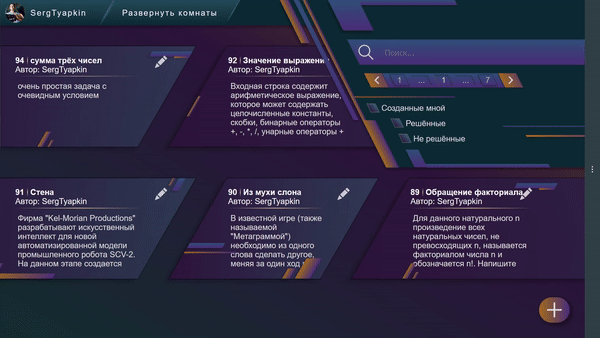 SergTyapkin
Развернуть комнаты
Поиск...
1 ... 1 ... 7
Созданные мной
Решённые
Не решённые
94 | сумма трёх чисел
Автор: SergTyapkin
очень простая задача с
очевидным условием
92 | Значение выражени
Автор: SergTyapkin
Входная строка содержит
арифметическое выражение,
которое может содержать
целочисленные константы,
скобки, бинарные операторы
+, -, *, /, унарные операторы +
91 | Стена
Автор: SergTyapkin
Фирма "Kel-Morian Productions"
разрабатывают искусственный
интеллект для новой
автоматизированной модели
промышленного робота SCV-2.
На данном этапе создается
90 | Из мухи слона
Автор: SergTyapkin
В известной игре (также
называемой
"Метаграммой")
необходимо из одного
слова сделать другое,
меняя за один ход
89 | Обращение факториала
Автор: SergTyapkin
Для данного натурального n
произведение всех
натуральных чисел, не
превосходящих n, называется
факториалом числа n и
обозначается n!. Напишите